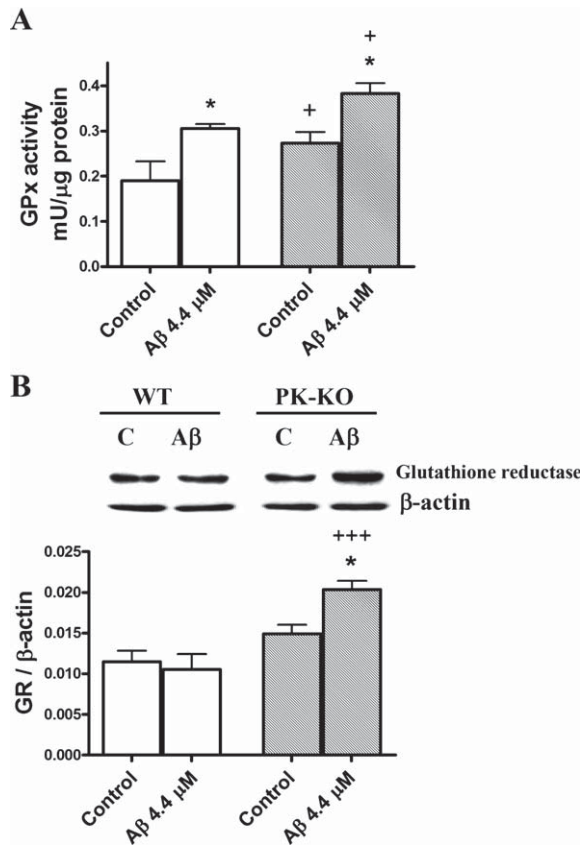 A
+
*
+
*
0.4
0.3
0.2
0.1
0.0
GPx activity
mU/μg protein
Control
Aβ 4.4 μM
Control
Aβ 4.4 μM
B
WT
PK-KO
C
Aβ
C
Aβ
Glutathione reductase
β-actin
+++
*
0.025
0.020
0.015
0.010
0.005
0.000
GR / β-actin
Control
Aβ 4.4 μM
Control
Aβ 4.4 μM